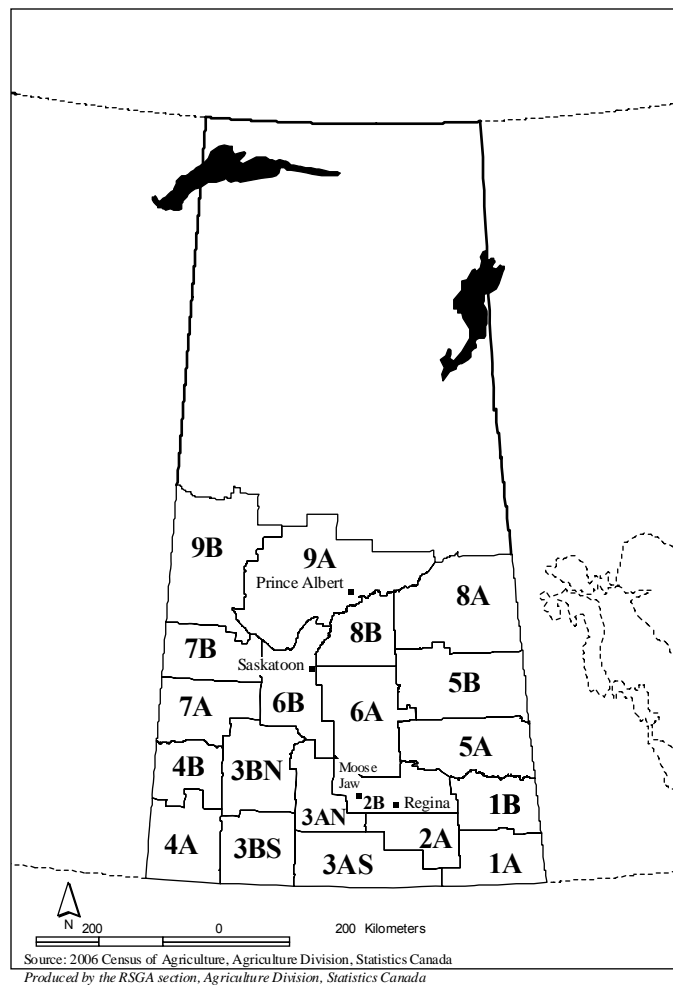 9B
9A
Prince Albert
8A
8B
7B
Saskatoon
5B
7A
6B
6A
5A
4B
3BN
Moose
Jaw
2B
Regina
1B
3AN
2A
4A
3BS
3AS
1A
N
200
0
200 Kilometers
Source: 2006 Census of Agriculture, Agriculture Division, Statistics Canada
Produced by the RSGA section, Agriculture Division, Statistics Canada